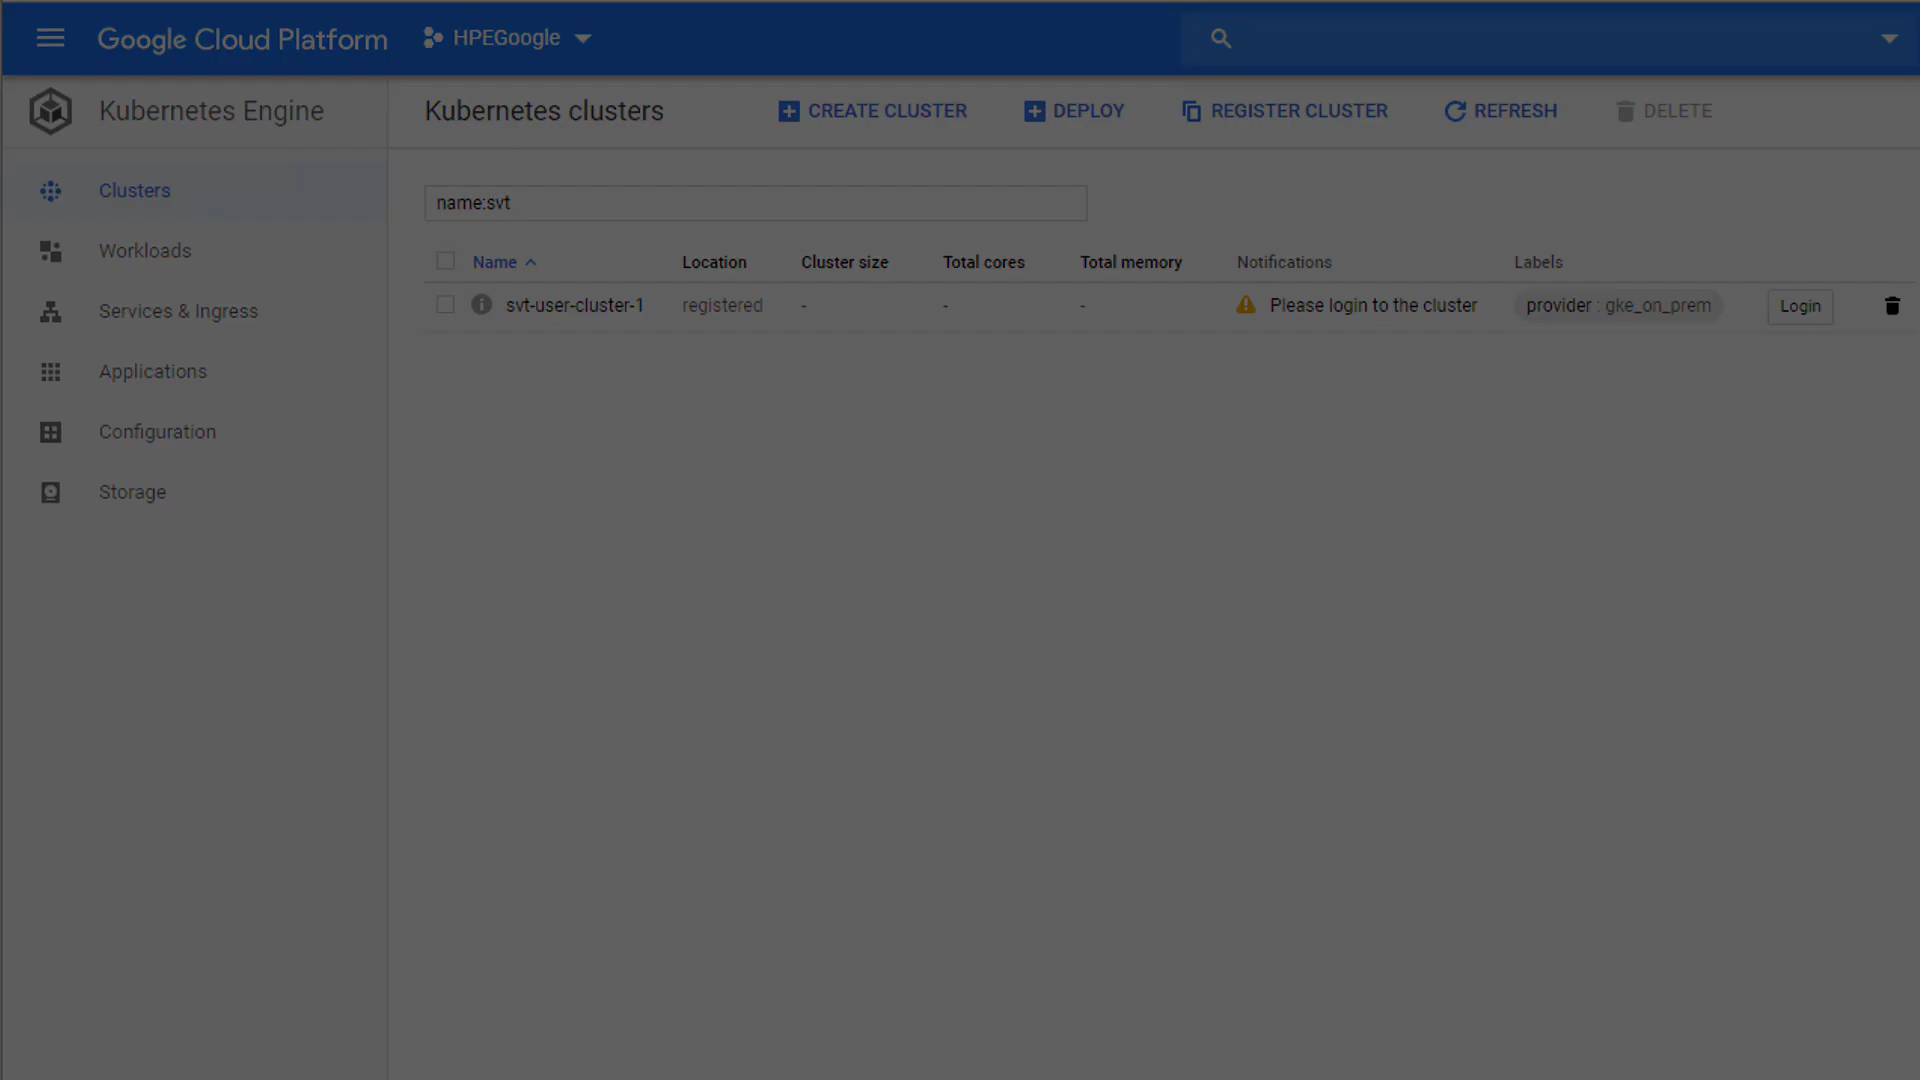 Google Cloud Platform HPEGoogle
Kubernetes Engine
Kubernetes clusters CREATE CLUSTER DEPLOY REGISTER CLUSTER REFRESH DELETE
Clusters
Workloads
Services & Ingress
Applications
Configuration
Storage
name:svt
Name Location Cluster size Total cores Total memory Notifications Labels
svt-user-cluster-1 registered - - - Please login to the cluster provider : gke_on_prem Login